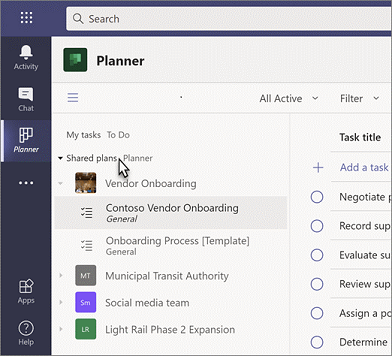 Search
Activity
Chat
Planner
Apps
Help
Planner
All Active
Filter
My tasks To Do
Shared plans Planner
Vendor Onboarding
Contoso Vendor Onboarding
General
Onboarding Process [Template]
General
MT Municipal Transit Authority
Sm Social media team
LR Light Rail Phase 2 Expansion
Task title
Add a task
Negotiate p
Record sup
Evaluate su
Review sup
Assign a po
Determine